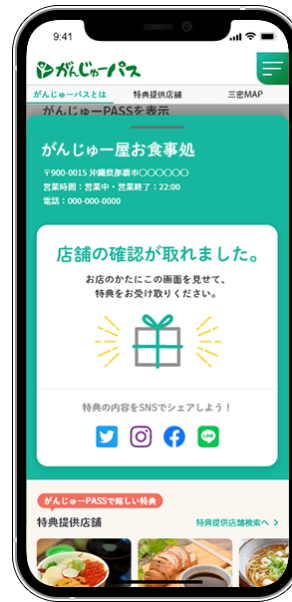 9:41
がんじゅーパス
がんじゅーパスとは 特典提供店舗 三密MAP
がんじゅーPASSを表示
がんじゅー屋お食事処
〒900-0015 沖縄県那覇市〇〇〇〇〇〇
営業時間：営業中・営業終了：22:00
電話：000-000-0000
店舗の確認が取れました。
お店のかたにこの画面を見せて、
特典をお受け取りください。
特典の内容をSNSでシェアしよう！
LINE
がんじゅーPASSで嬉しい特典
特典提供店舗 特典提供店舗検索へ >